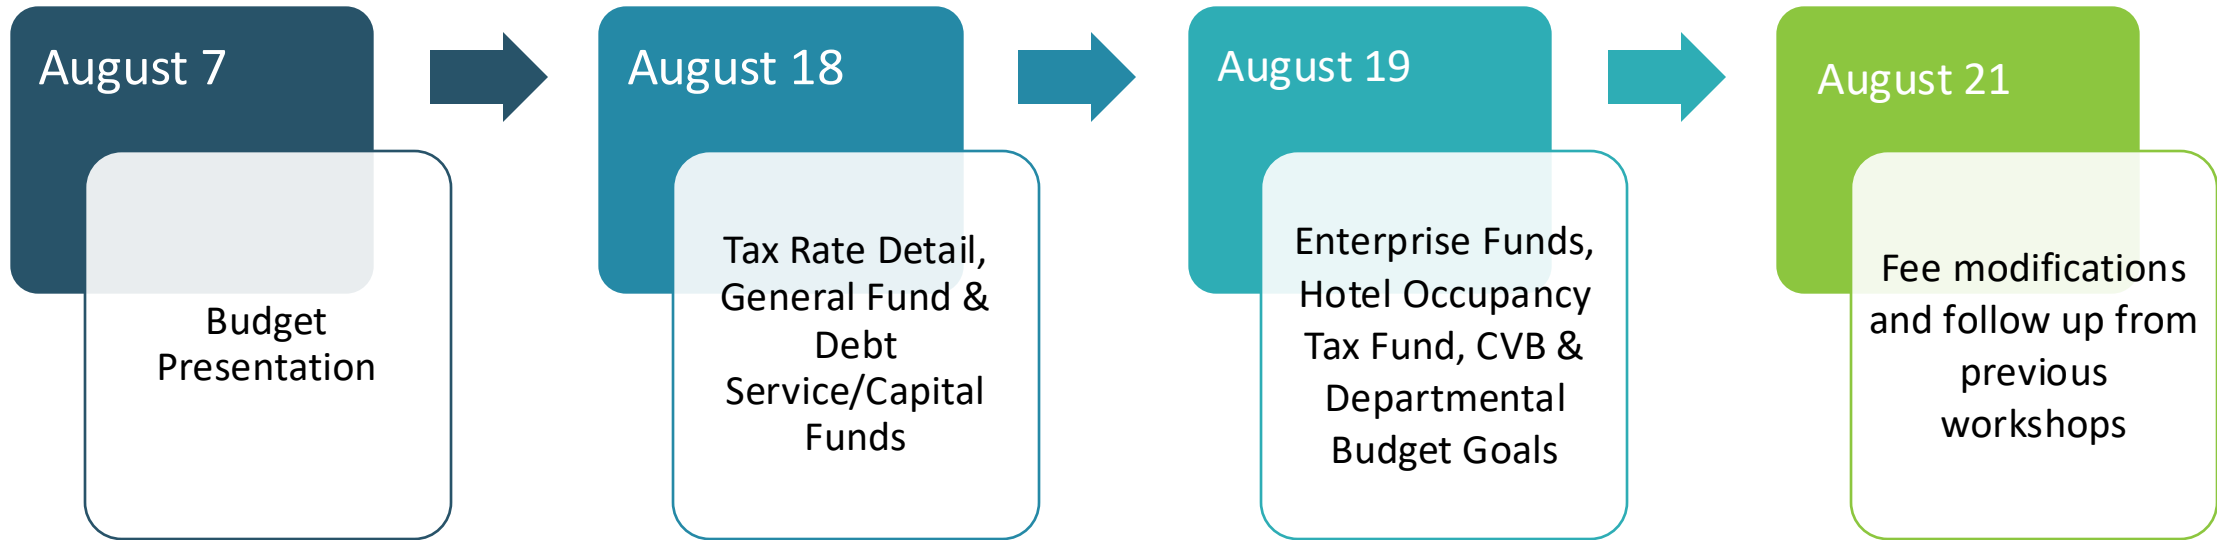 August 7
Budget
Presentation
August 18
Tax Rate Detail,
General Fund &
Debt
Service/Capital
Funds
August 19
Enterprise Funds,
Hotel Occupancy
Tax Fund, CVB &
Departmental
Budget Goals
August 21
Fee modifications
and follow up from
previous
workshops